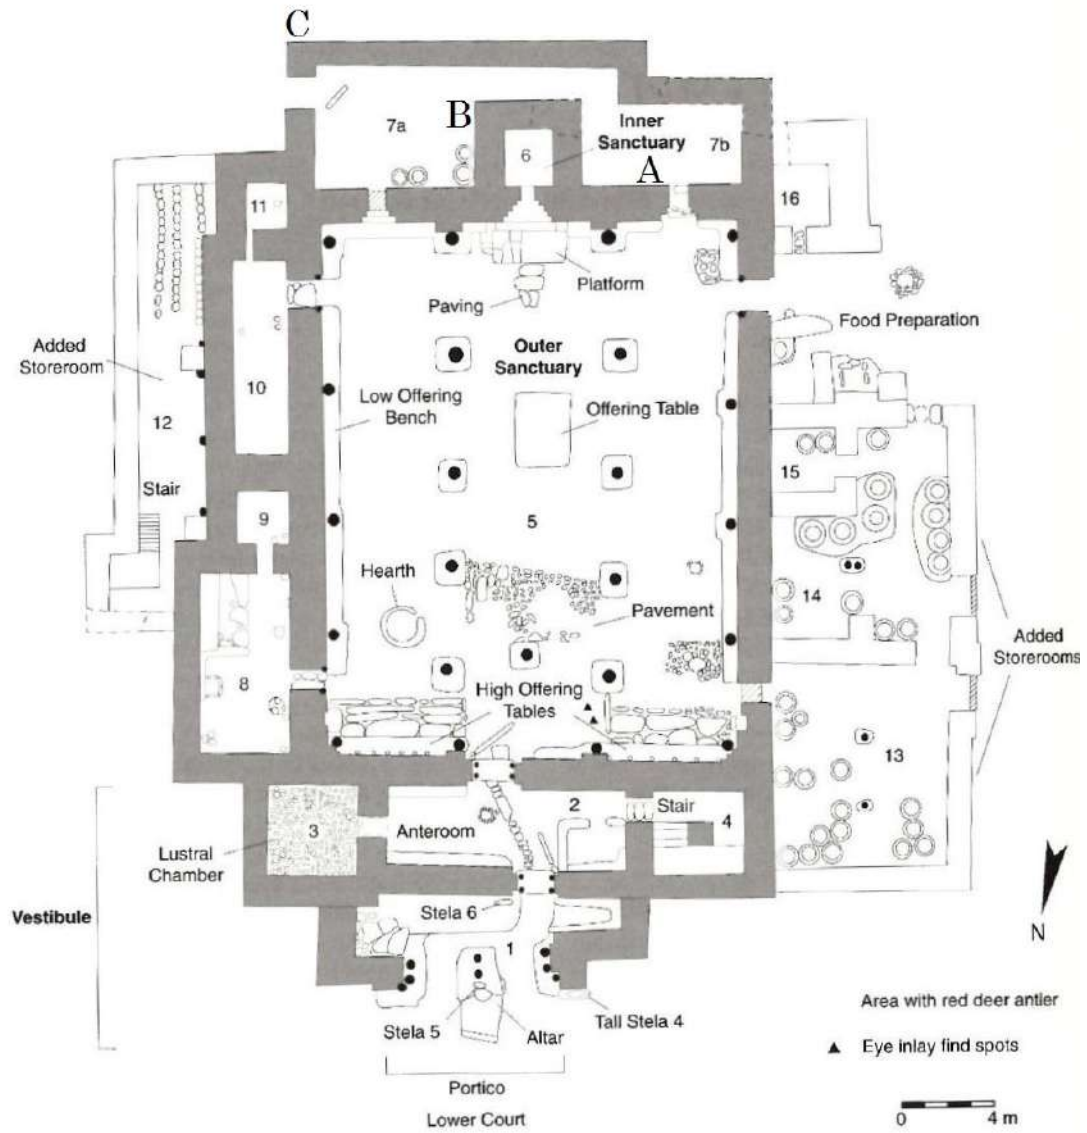 C
7a
B
Inner
Sanctuary
7b
6
A
16
11
Platform
Paving
Food Preparation
Added
Storeroom
Outer
Sanctuary
10
Low Offering
Bench
Offering Table
12
15
Stair
9
5
Hearth
14
Pavement
Added
Storerooms
8
High Offering
Tables
13
2
Stair
3
Anteroom
4
Lustral
Chamber
Vestibule
Stela 6
1
N
Area with red deer antier
Stela 5
Altar
Tall Stela 4
Eye inlay find spots
Portico
Lower Court
0
4 m